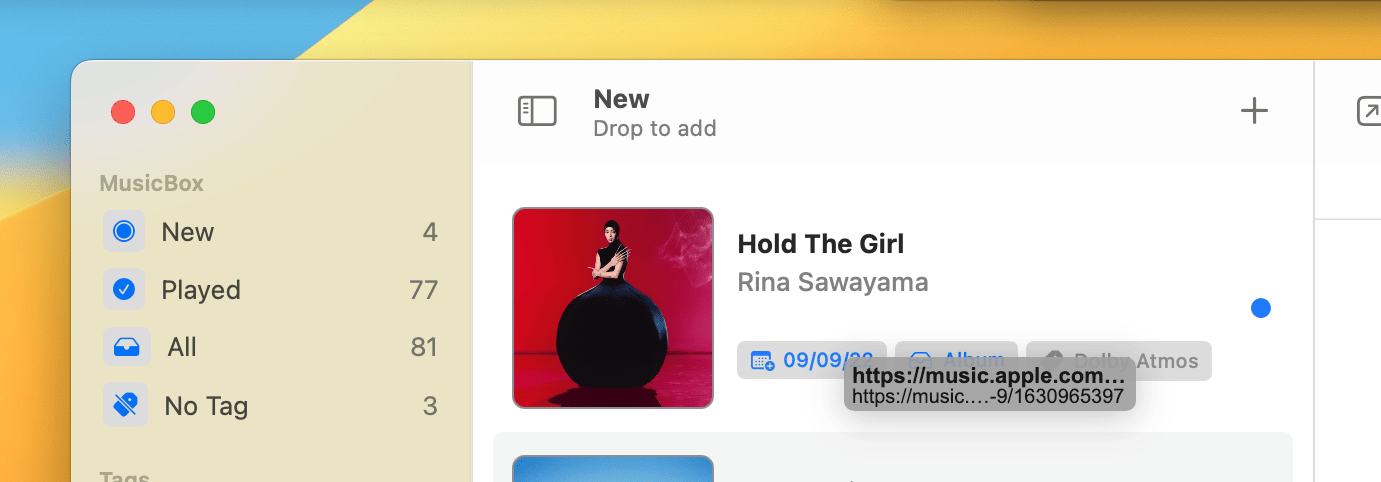 New
Drop to add
MusicBox
New 4
Played 77
All 81
No Tag 3
Tags
Hold The Girl
Rina Sawayama
09/09/22 Album Dolby Atmos
https://music.apple.com…
https://music.…-9/1630965397